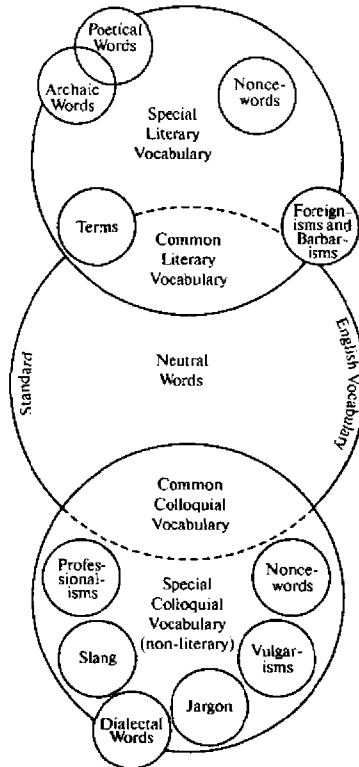 Poetical
Words
Archaic
Words
Nonce-
words
Special
Literary
Vocabulary
Terms
Foreign-
isms and
Barbar-
isms
Common
Literary
Vocabulary
Standard
Neutral
Words
English Vocabulary
Common
Colloquial
Vocabulary
Profes-
sional-
isms
Special
Colloquial
Vocabulary
(non-literary)
Nonce-
words
Slang
Vulgar-
isms
Jargon
Dialectal
Words